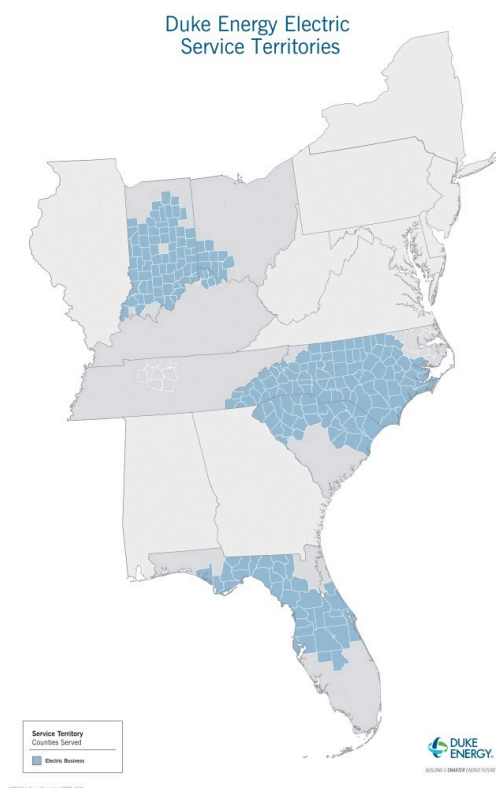 Duke Energy Electric
Service Territories
Service Territory
Counties Served
Electric Business
DUKE
ENERGY®
BUILDING A SMARTER ENERGY FUTURE